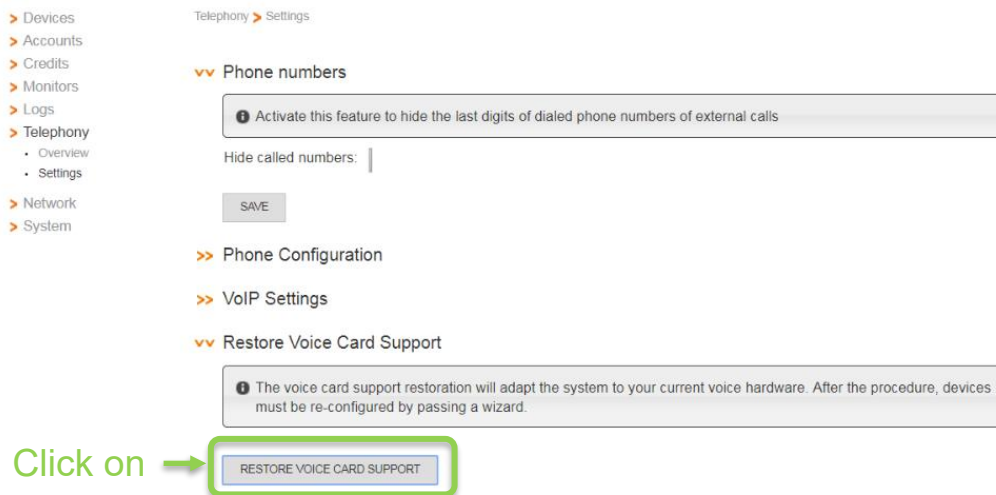 Devices
Accounts
Credits
Monitors
Logs
Telephony
Overview
Settings
Network
System
Telephony > Settings
Phone numbers
Activate this feature to hide the last digits of dialed phone numbers of external calls
Hide called numbers:
SAVE
Phone Configuration
VoIP Settings
Restore Voice Card Support
The voice card support restoration will adapt the system to your current voice hardware. After the procedure, devices
must be re-configured by passing a wizard.
Click on
RESTORE VOICE CARD SUPPORT